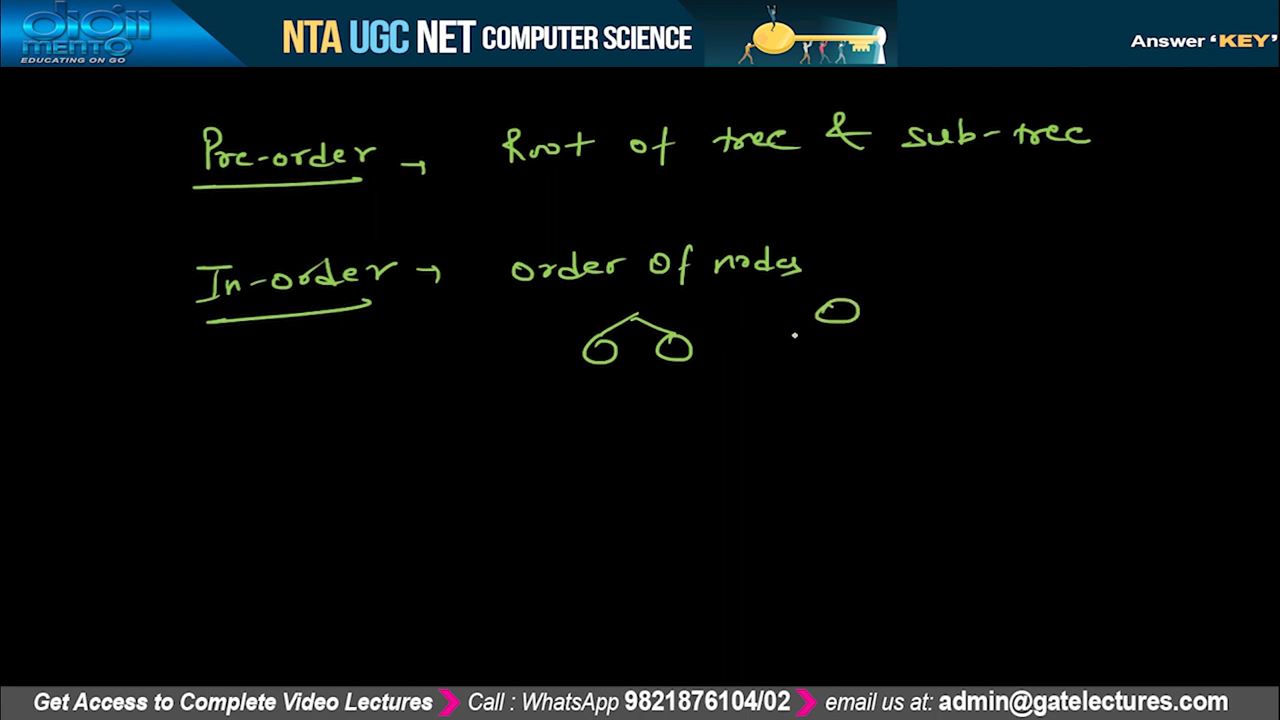 digii
MENTO
EDUCATING ON GO
NTA UGC NET COMPUTER SCIENCE
Answer ‘KEY’
Pre-order → Root of tree & sub-tree
In-order → order of nodes
Get Access to Complete Video Lectures Call : WhatsApp 9821876104/02 email us at: admin@gatelectures.com